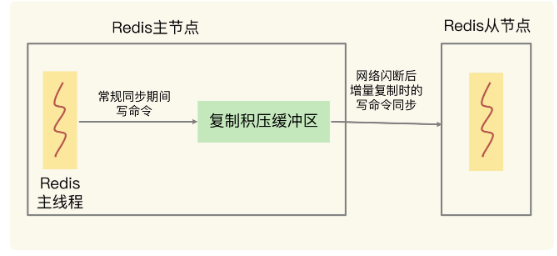 Redis主节点
Redis从节点
常规同步期间
写命令
复制积压缓冲区
网络闪断后
增量复制时的
写命令同步
Redis
主线程